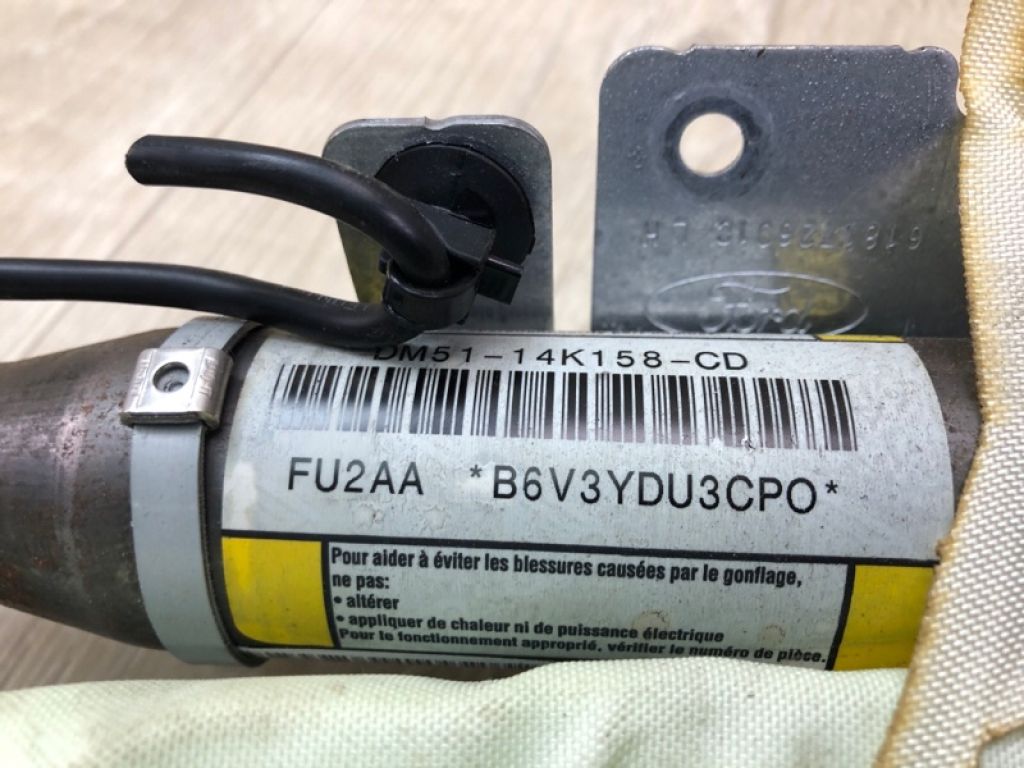 Ford
DM51-14K158-CD
FU2AA *B6V3YDU3CPO*
Pour aider à éviter les blessures causées par le gonflage,
ne pas:
• altérer
• appliquer de chaleur ni de puissance électrique
Pour le fonctionnement approprié, vérifier le numéro de pièce.